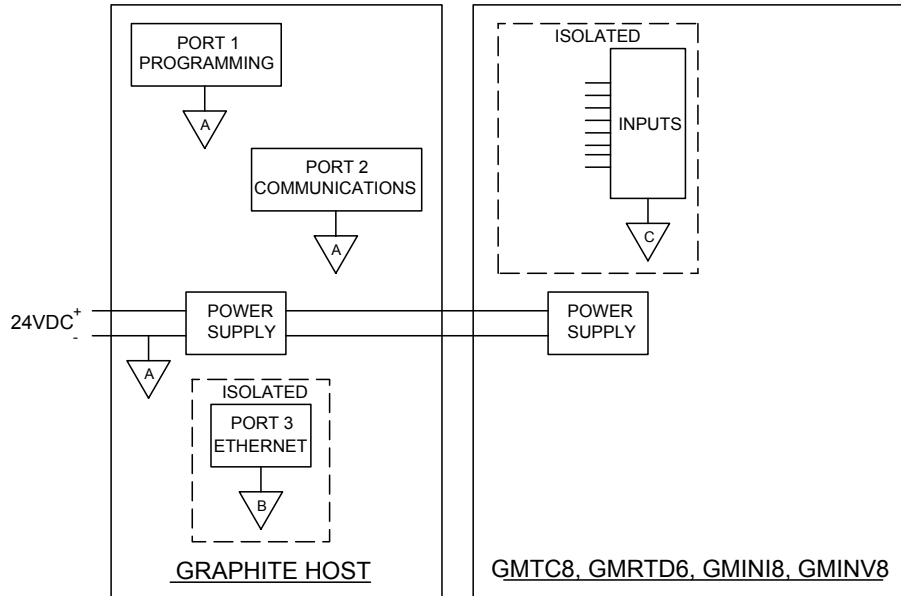 PORT 1
PROGRAMMING
A
PORT 2
COMMUNICATIONS
A
24VDC
+
-
A
POWER
SUPPLY
ISOLATED
PORT 3
ETHERNET
B
GRAPHITE HOST
ISOLATED
INPUTS
C
POWER
SUPPLY
GMTC8, GMRTD6, GMINI8, GMINV8